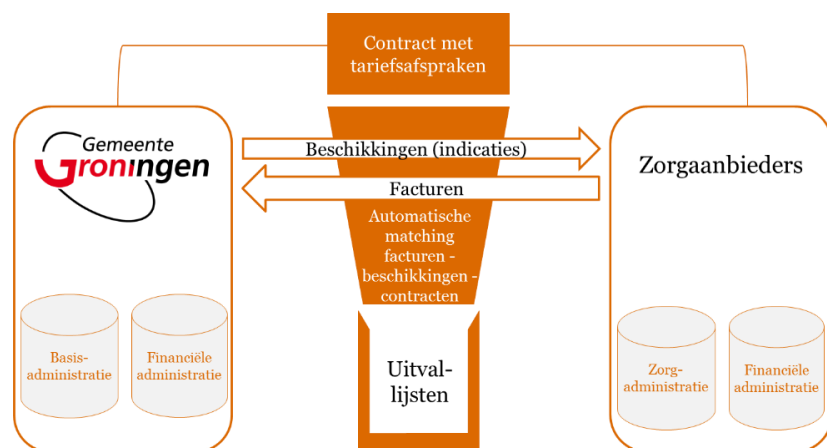 Contract met
tariefsafspraken
Gemeente
Groningen
Beschikkingen (indicaties)
Facturen
Zorgaanbieders
Automatische
matching
facturen -
beschikkingen -
contracten
Basis-
administratie
Financiële
administratie
Uitval-
lijsten
Zorg-
administratie
Financiële
administratie